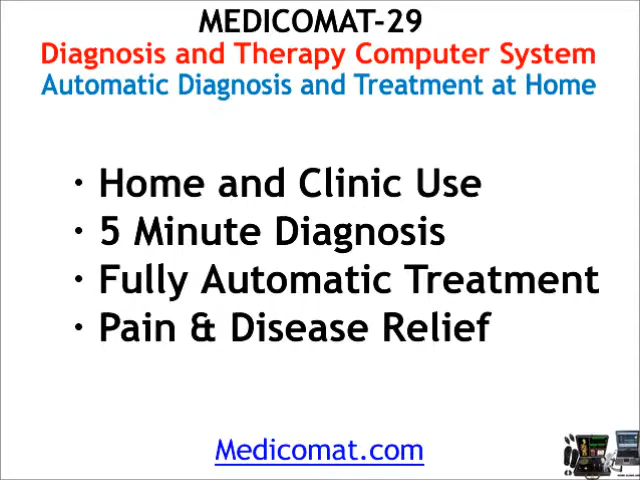 MEDICOMAT-29
Diagnosis and Therapy Computer System
Automatic Diagnosis and Treatment at Home
· Home and Clinic Use
· 5 Minute Diagnosis
· Fully Automatic Treatment
· Pain & Disease Relief
Medicomat.com